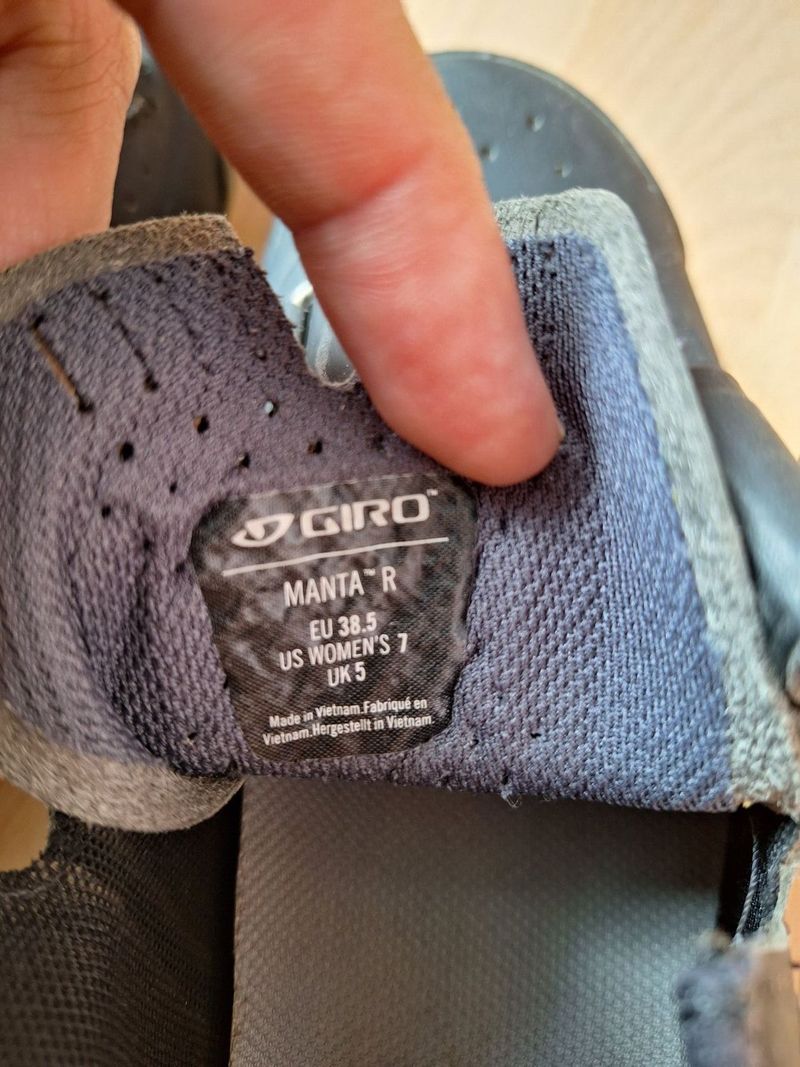 GIRO™
MANTA™ R
EU 38.5
US WOMEN'S 7
UK 5
Made in Vietnam.Fabriqué en
Vietnam.Hergestellt in Vietnam.